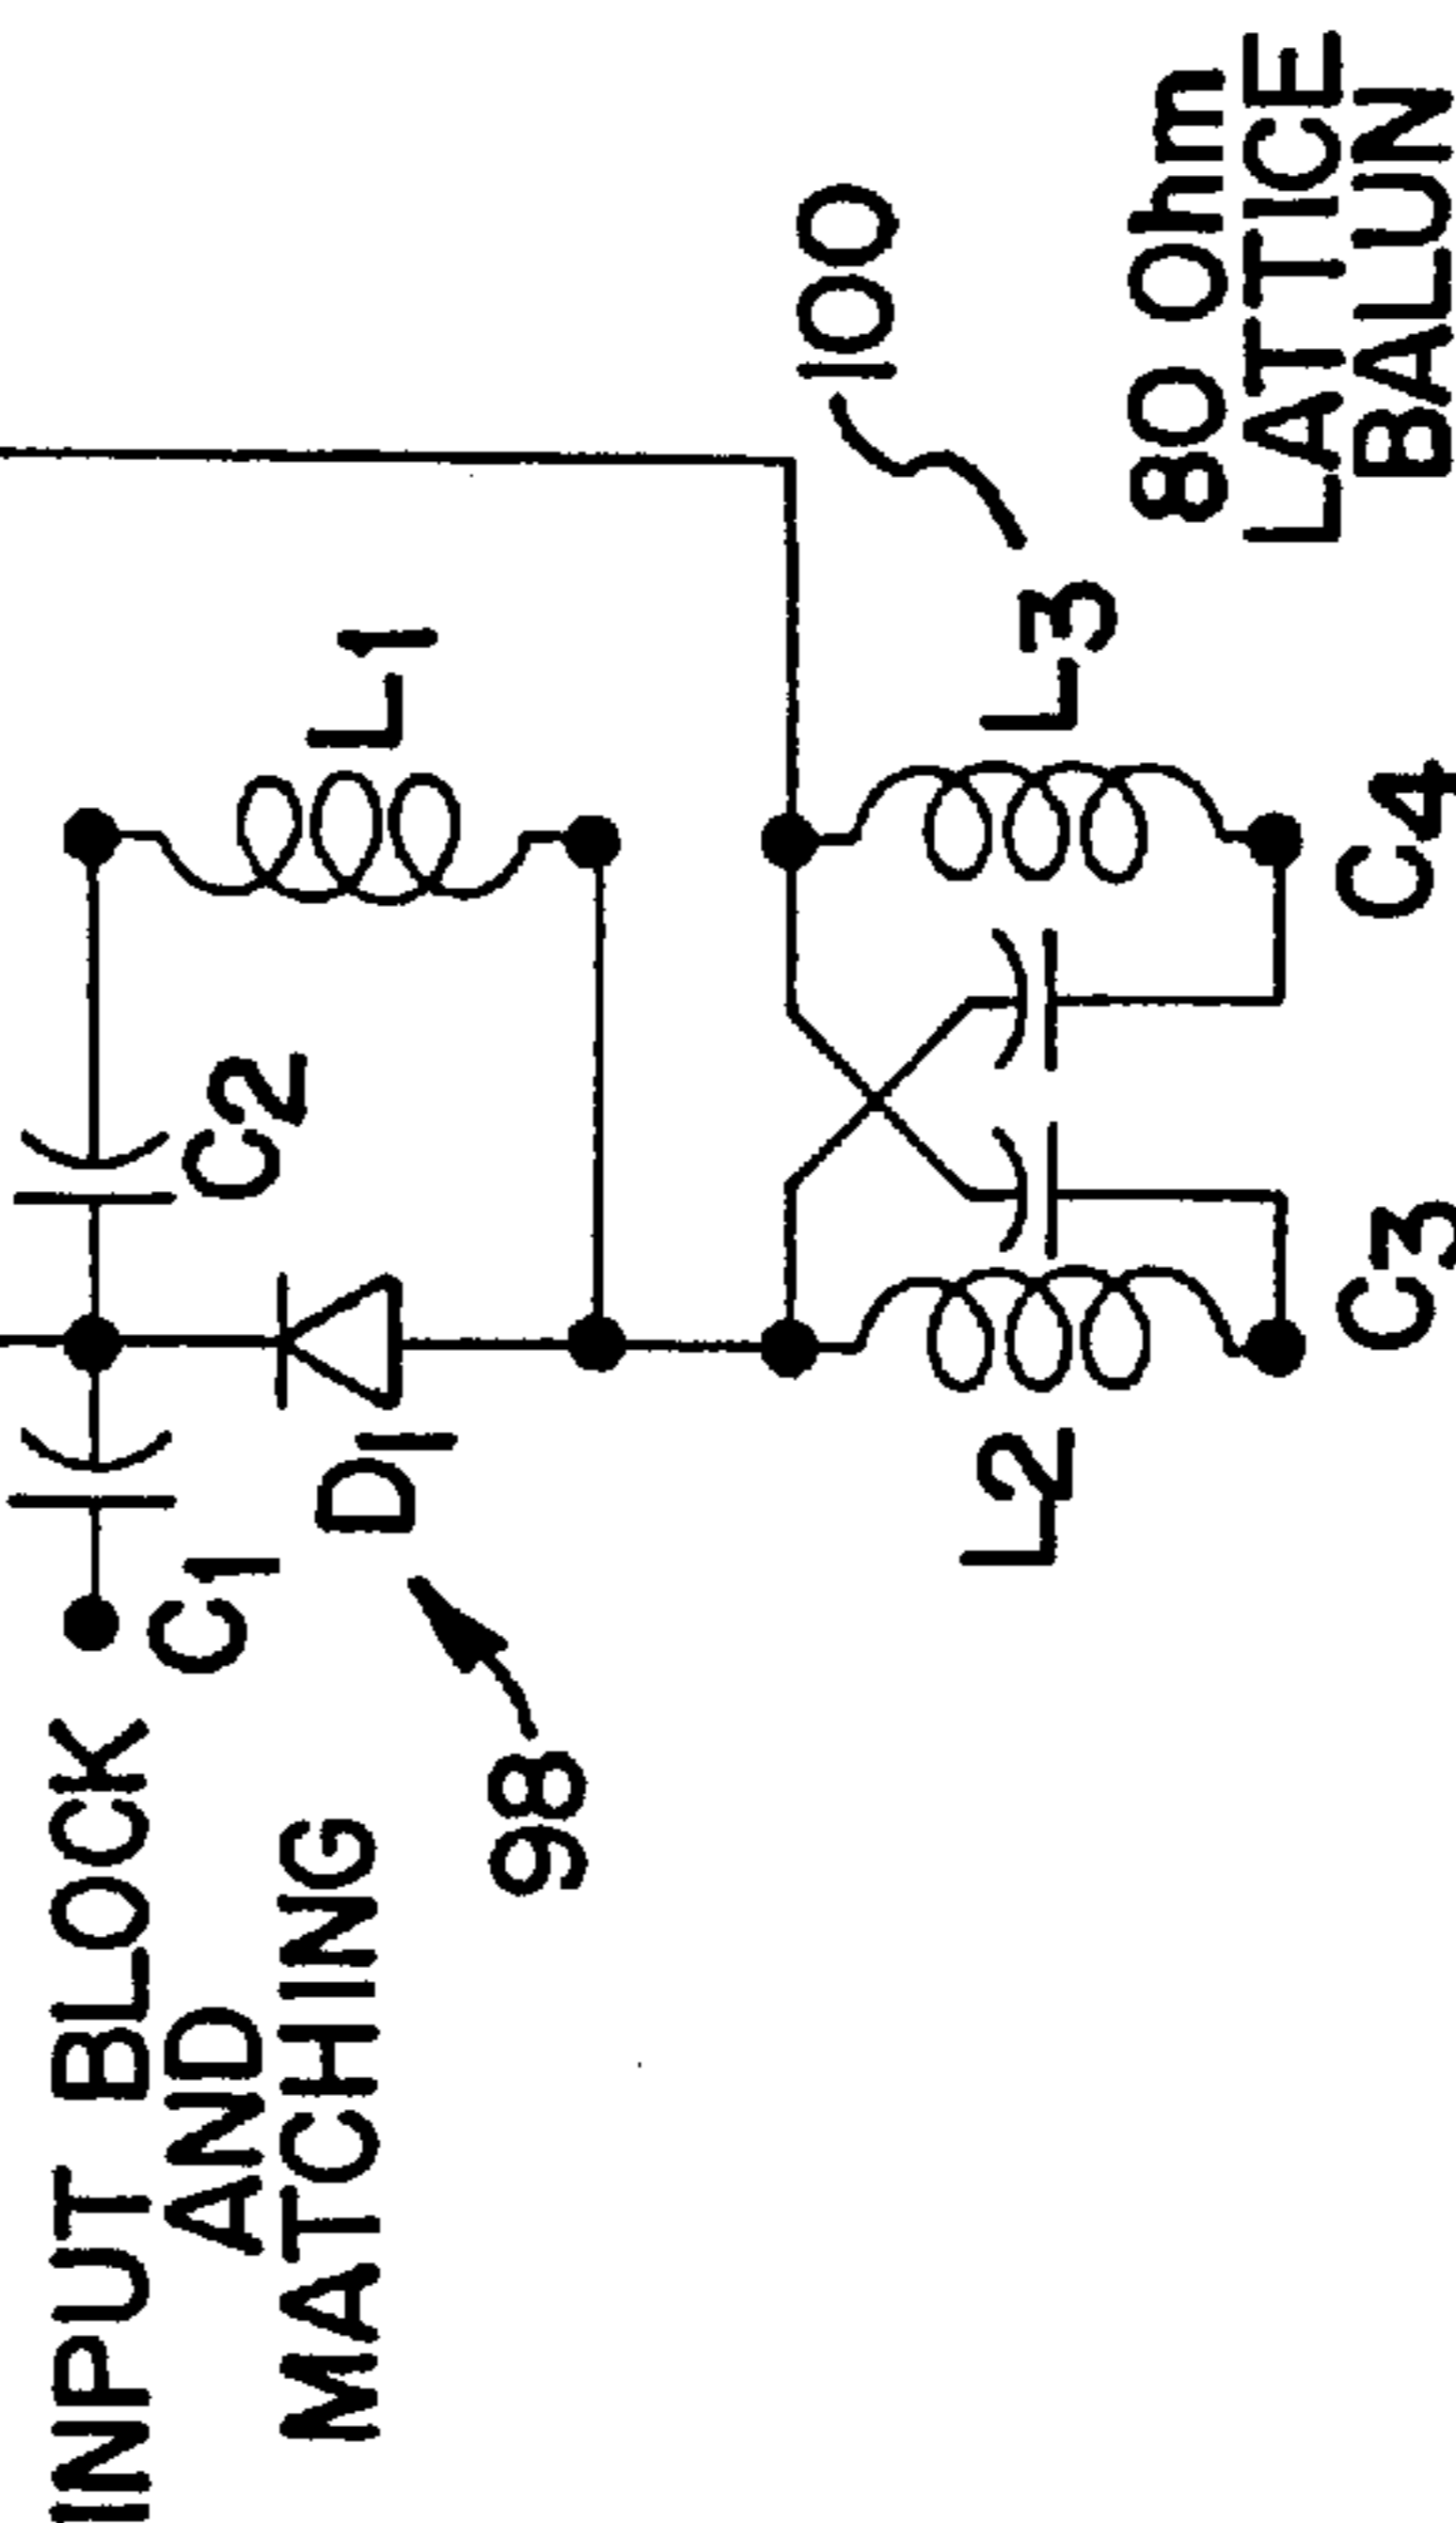 INPUT BLOCK
AND
MATCHING
C1
C2
D1
L1
98
100
L2
L3
C3
C4
80 Ohm
LATTICE
BALUN